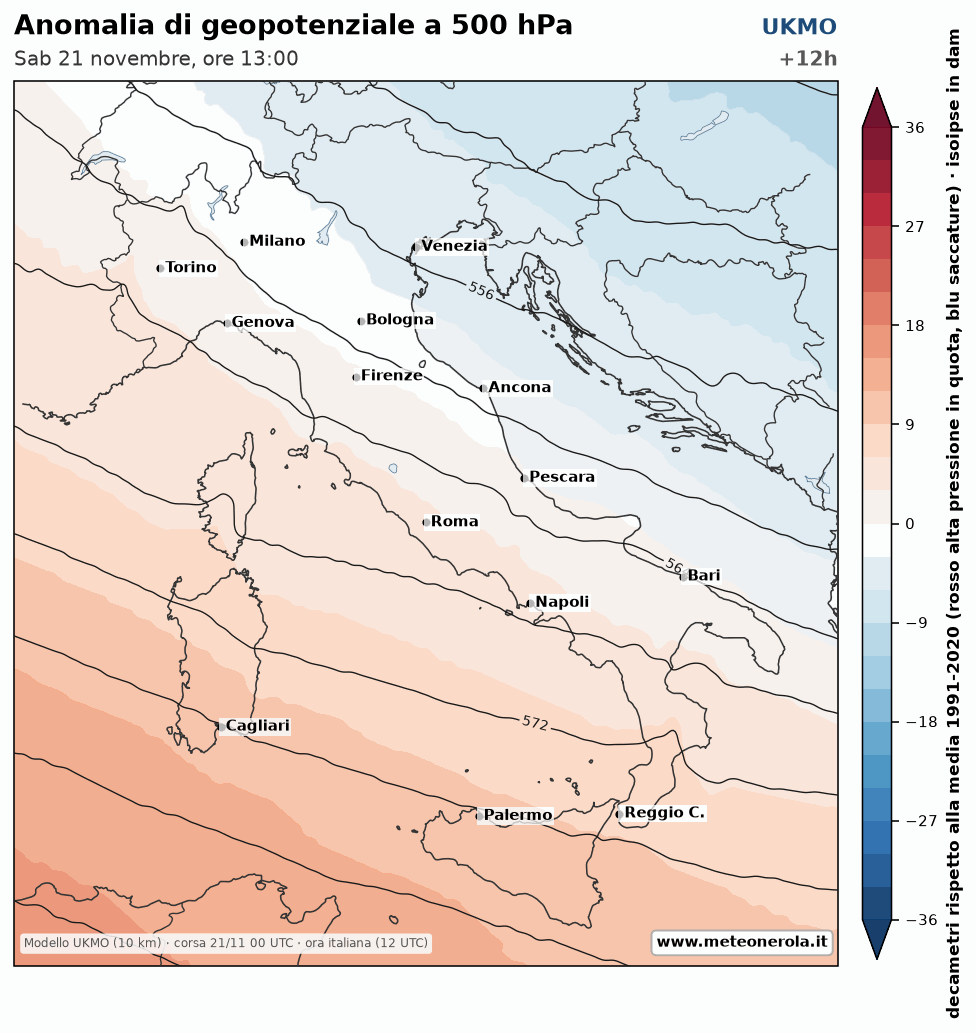 Anomalia di geopotenziale a 500 hPa
UKMO
Sab 21 novembre, ore 13:00
+12h
Milano
Venezia
Torino
556
Genova
Bologna
Firenze
Ancona
Pescara
Roma
56
Bari
Napoli
572
Cagliari
Palermo
Reggio C.
Modello UKMO (10 km) · corsa 21/11 00 UTC · ora italiana (12 UTC)
www.meteonerola.it
36
27
18
9
0
−9
−18
−27
−36
decametri rispetto alla media 1991-2020 (rosso alta pressione in quota, blu saccature) · isoipse in dam